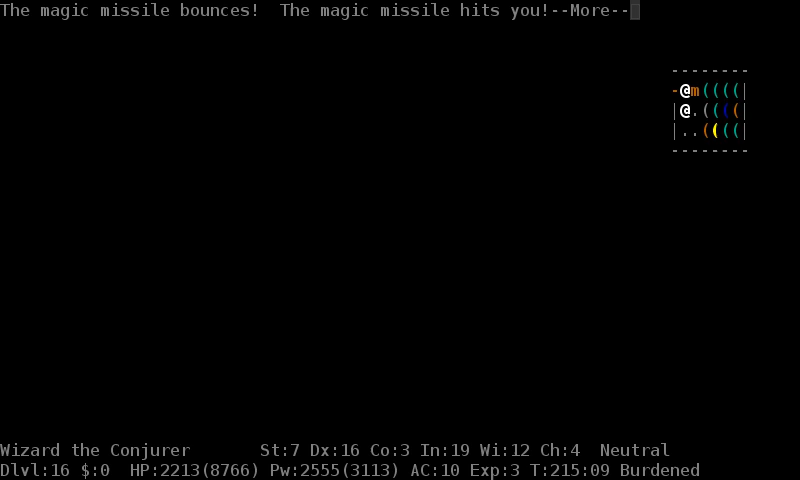 The magic missile bounces!  The magic missile hits you!--More--
--------
-@m((((|
|@.((((|
|..((((|
--------
Wizard the Conjurer       St:7 Dx:16 Co:3 In:19 Wi:12 Ch:4  Neutral
Dlvl:16 $:0  HP:2213(8766) Pw:2555(3113) AC:10 Exp:3 T:215:09 Burdened